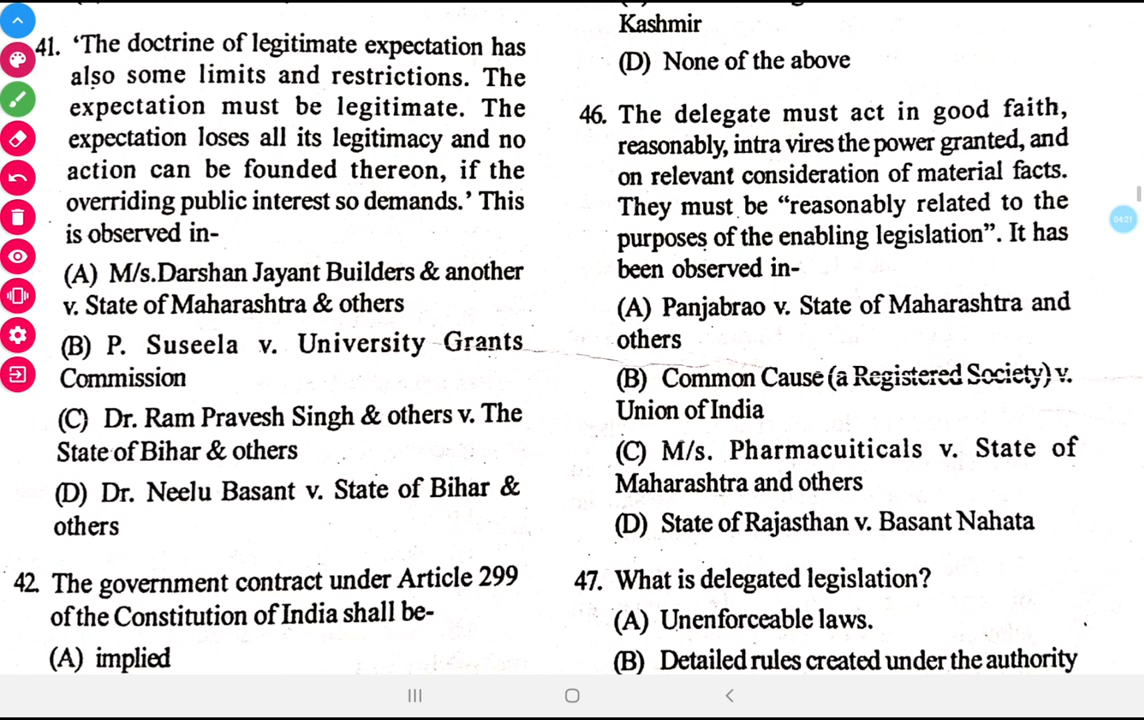 41. ‘The doctrine of legitimate expectation has
also some limits and restrictions. The
expectation must be legitimate. The
expectation loses all its legitimacy and no
action can be founded thereon, if the
overriding public interest so demands.’ This
is observed in-
(A) M/s.Darshan Jayant Builders & another
v. State of Maharashtra & others
(B) P. Suseela v. University Grants
Commission
(C) Dr. Ram Pravesh Singh & others v. The
State of Bihar & others
(D) Dr. Neelu Basant v. State of Bihar &
others
42. The government contract under Article 299
of the Constitution of India shall be-
(A) implied
Kashmir
(D) None of the above
46. The delegate must act in good faith,
reasonably, intra vires the power granted, and
on relevant consideration of material facts.
They must be “reasonably related to the
purposes of the enabling legislation”. It has
been observed in-
(A) Panjabrao v. State of Maharashtra and
others
(B) Common Cause (a Registered Society) v.
Union of India
(C) M/s. Pharmacuiticals v. State of
Maharashtra and others
(D) State of Rajasthan v. Basant Nahata
47. What is delegated legislation?
(A) Unenforceable laws.
(B) Detailed rules created under the authority
04:21